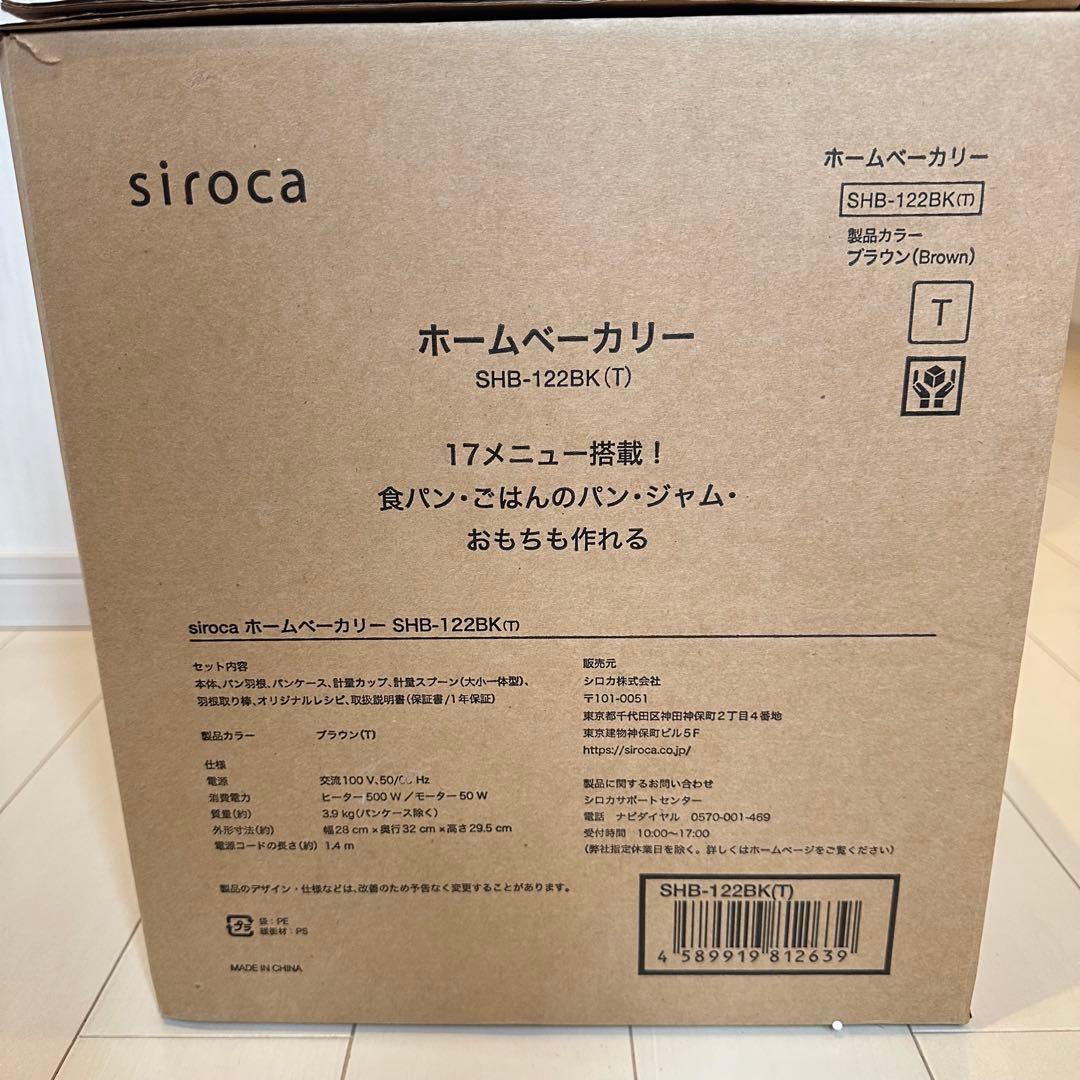 siroca
ホームベーカリー
SHB-122BK(T)
製品カラー
ブラウン(Brown)
T
ホームベーカリー
SHB-122BK(T)
17メニュー搭載!
食パン・ごはんのパン・ジャム・
おもちも作れる
siroca ホームベーカリー SHB-122BK(T)
セット内容
本体、パン羽根、パンケース、計量カップ、計量スプーン(大小一体型)、
羽根取り棒、オリジナルレシピ、取扱説明書(保証書/1年保証)
製品カラー ブラウン(T)
仕様
電源 交流100 V、50/ Hz
消費電力 ヒーター500 W/モーター50 W
質量(約) 3.9 kg(パンケース除く)
外形寸法(約) 幅28 cm×奥行32 cm×高さ29.5 cm
電源コードの長さ(約) 1.4 m
製品のデザイン・仕様などは、改善のため予告なく変更することがあります。
プラ
袋:PE
緩衝材:PS
MADE IN CHINA
販売元
シロカ株式会社
〒101-0051
東京都千代田区神田神保町2丁目4番地
東京建物神保町ビル5F
https://siroca.co.jp/
製品に関するお問い合わせ
シロカサポートセンター
電話 ナビダイヤル 0570-001-469
受付時間 10:00~17:00
(弊社指定休業日を除く。詳しくはホームページをご覧ください)
SHB-122BK(T)
4 589919 812639